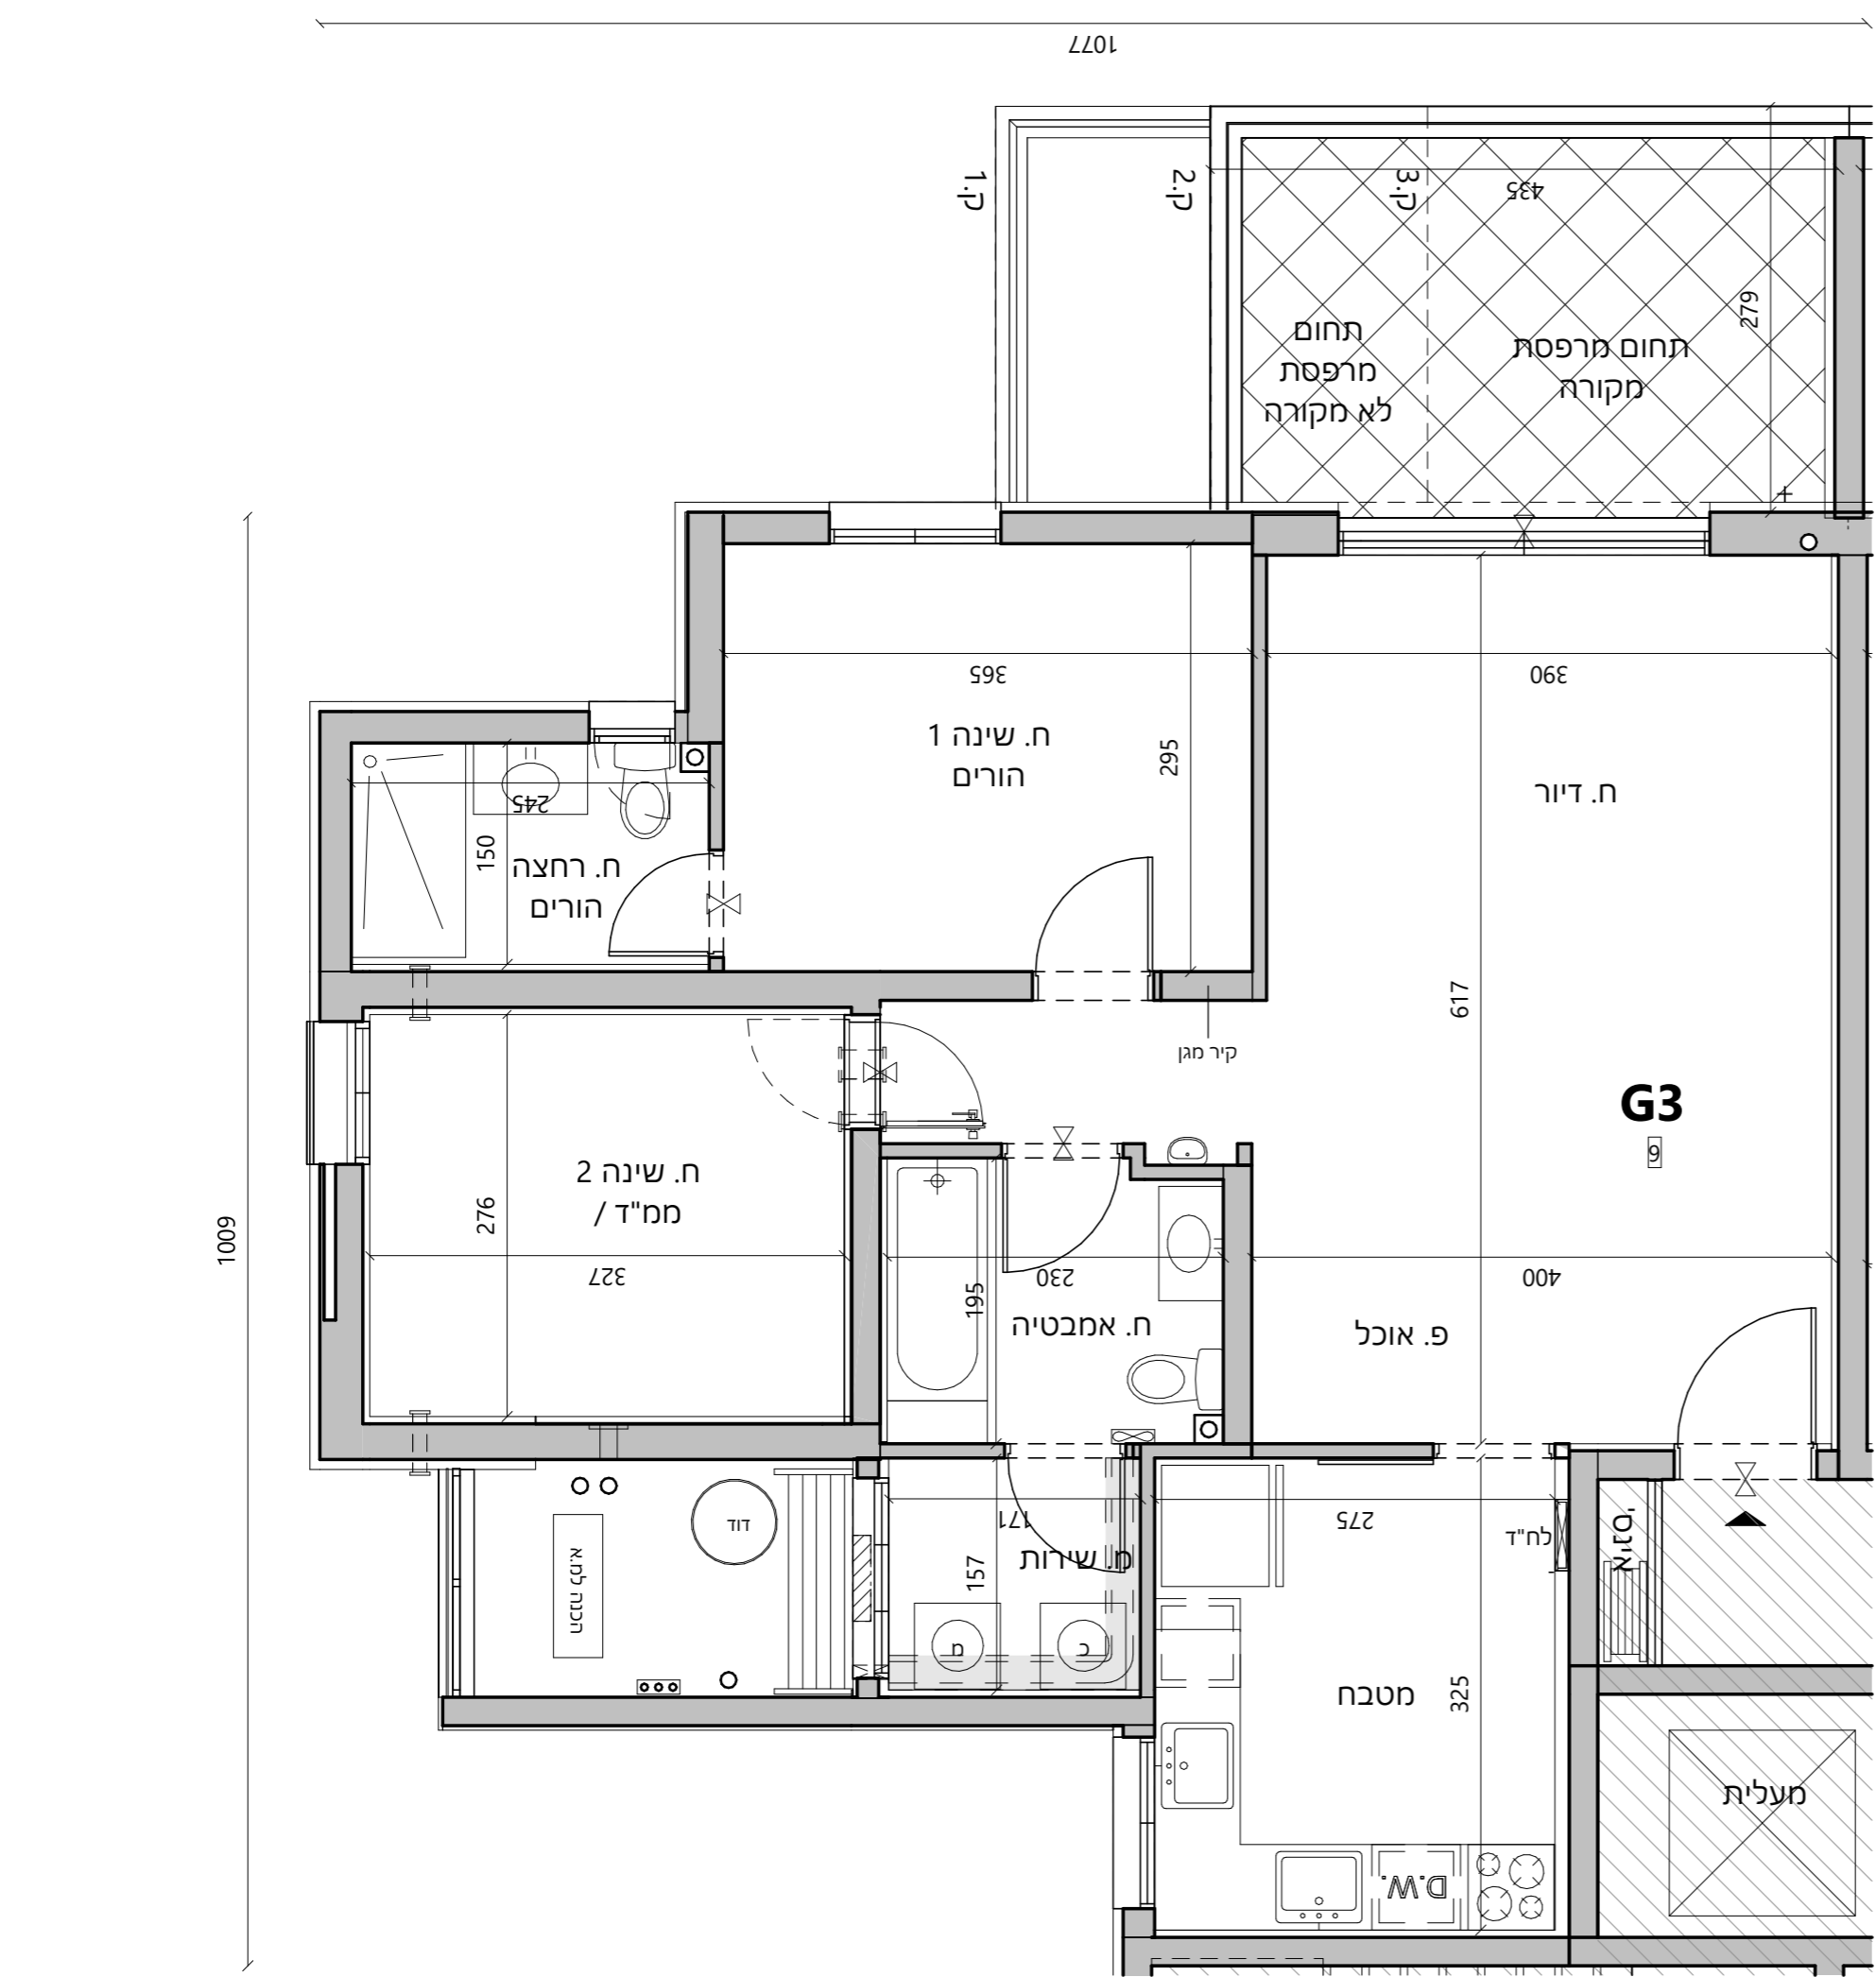 1077
ק.1
ק.2
ק.3
435
279
תחום
מרפסת
לא מקורה
תחום מרפסת
מקורה
365
390
295
ח. שינה 1
הורים
ח. דיור
245
150
ח. רחצה
הורים
617
קיר מגן
G3
9
1009
ח. שינה 2
/ ממ"ד
276
327
230
195
ח. אמבטיה
400
פ. אוכל
171
157
מ. שירות
275
לח"ד
דוד
הכנה למ.א
מ
כ
מטבח
325
D.W.
מעלית